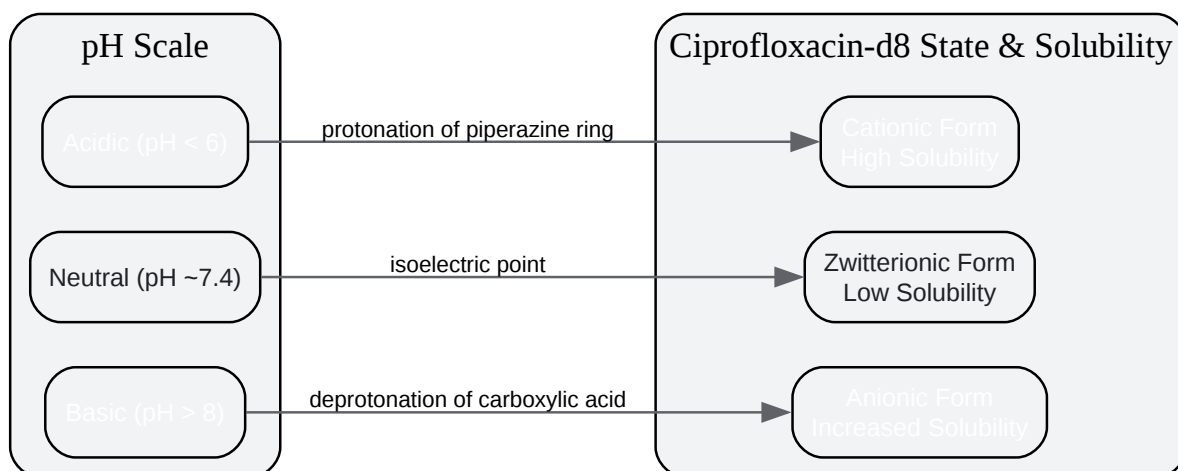 pH Scale
Ciprofloxacin-d8 State & Solubility
Acidic (pH < 6)
protonation of piperazine ring
Cationic Form
High Solubility
Neutral (pH ~7.4)
isoelectric point
Zwitterionic Form
Low Solubility
Basic (pH > 8)
deprotonation of carboxylic acid
Anionic Form
Increased Solubility